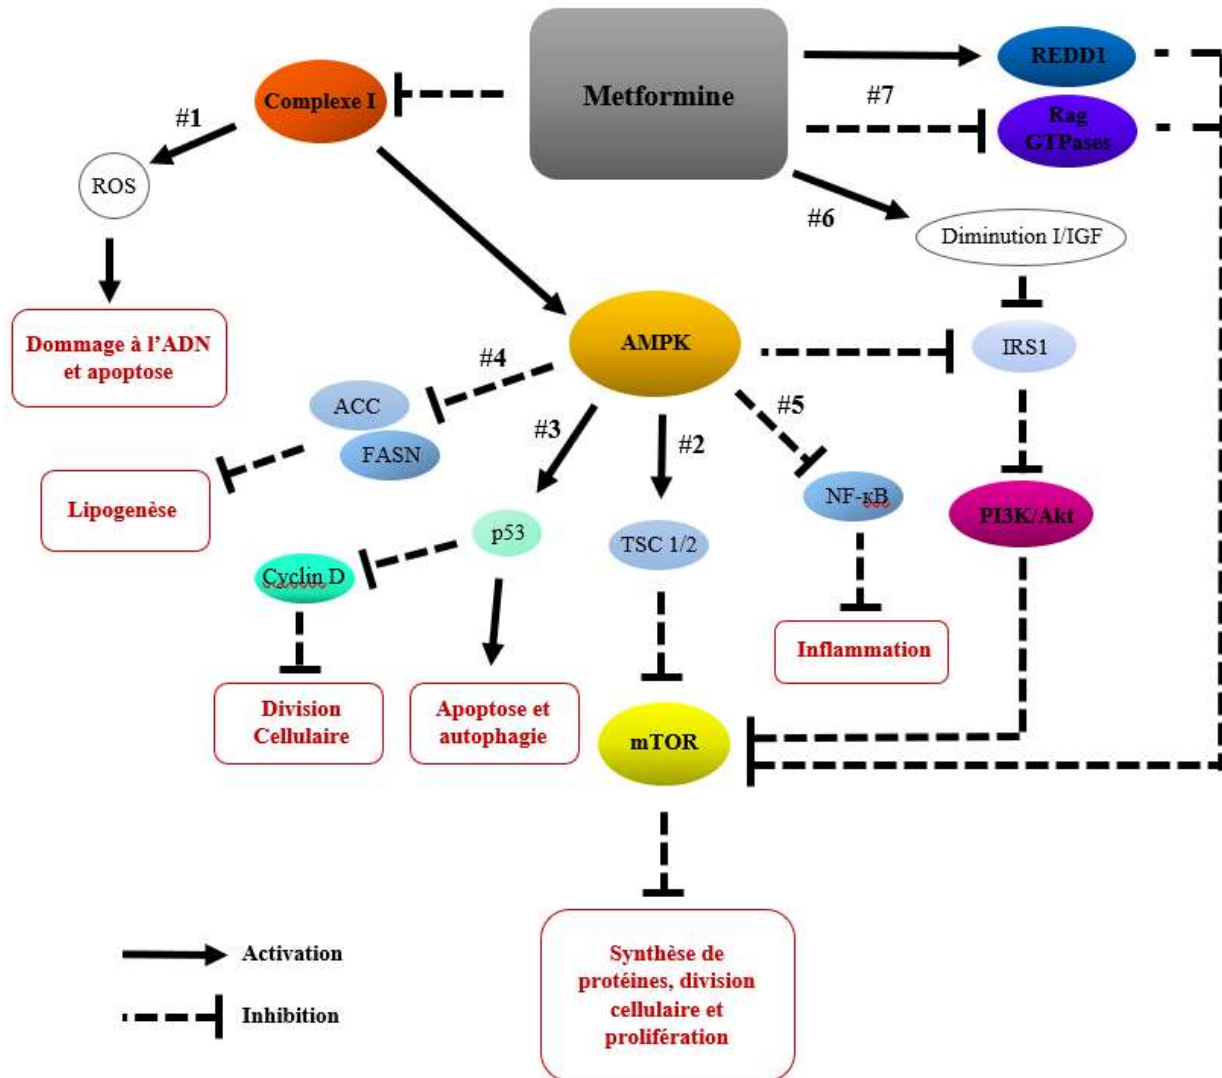 Metformine
REDD1
Complexe I
#7
Rag
GTPases
#1
ROS
#6
Diminution I/IGF
Dommage à l’ADN
et apoptose
AMPK
IRS1
#4
ACC
#5
#3
#2
FASN
NF-κB
Lipogenèse
PI3K/Akt
p53
TSC 1/2
Cyclin D
Inflammation
Division
Cellulaire
Apoptose et
autophagie
mTOR
Synthèse de
protéines, division
cellulaire et
prolifération
Activation
Inhibition